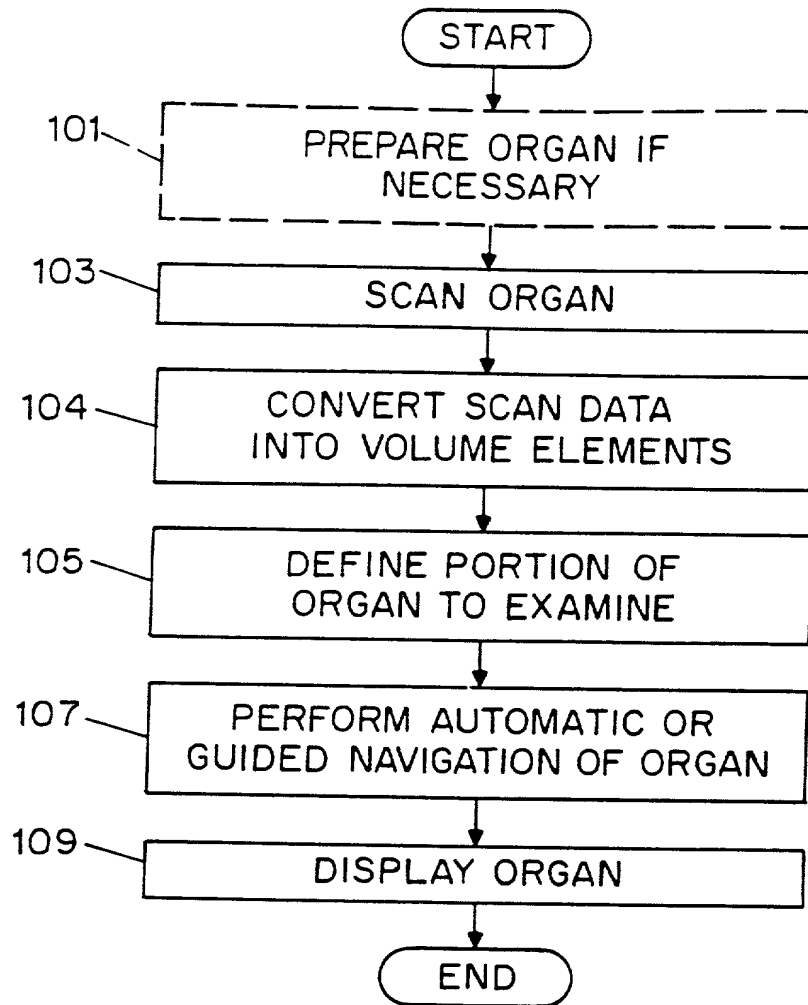 START
101
PREPARE ORGAN IF
NECESSARY
103
SCAN ORGAN
104
CONVERT SCAN DATA
INTO VOLUME ELEMENTS
105
DEFINE PORTION OF
ORGAN TO EXAMINE
107
PERFORM AUTOMATIC OR
GUIDED NAVIGATION OF ORGAN
109
DISPLAY ORGAN
END